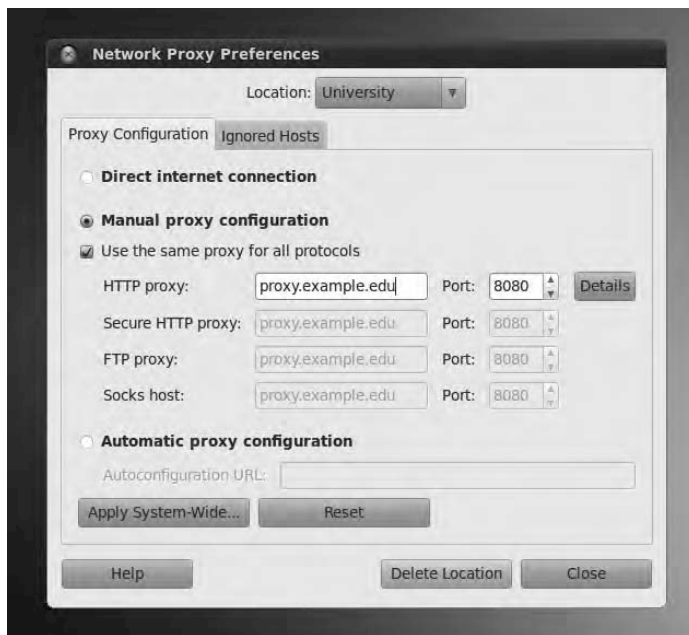 Network Proxy Preferences
Location: University
Proxy Configuration Ignored Hosts
Direct internet connection
Manual proxy configuration
Use the same proxy for all protocols
HTTP proxy: proxy.example.edu Port: 8080 Details
Secure HTTP proxy: proxy.example.edu Port: 8080
FTP proxy: proxy.example.edu Port: 8080
Socks host: proxy.example.edu Port: 8080
Automatic proxy configuration
Autoconfiguration URL:
Apply System-Wide... Reset
Help Delete Location Close